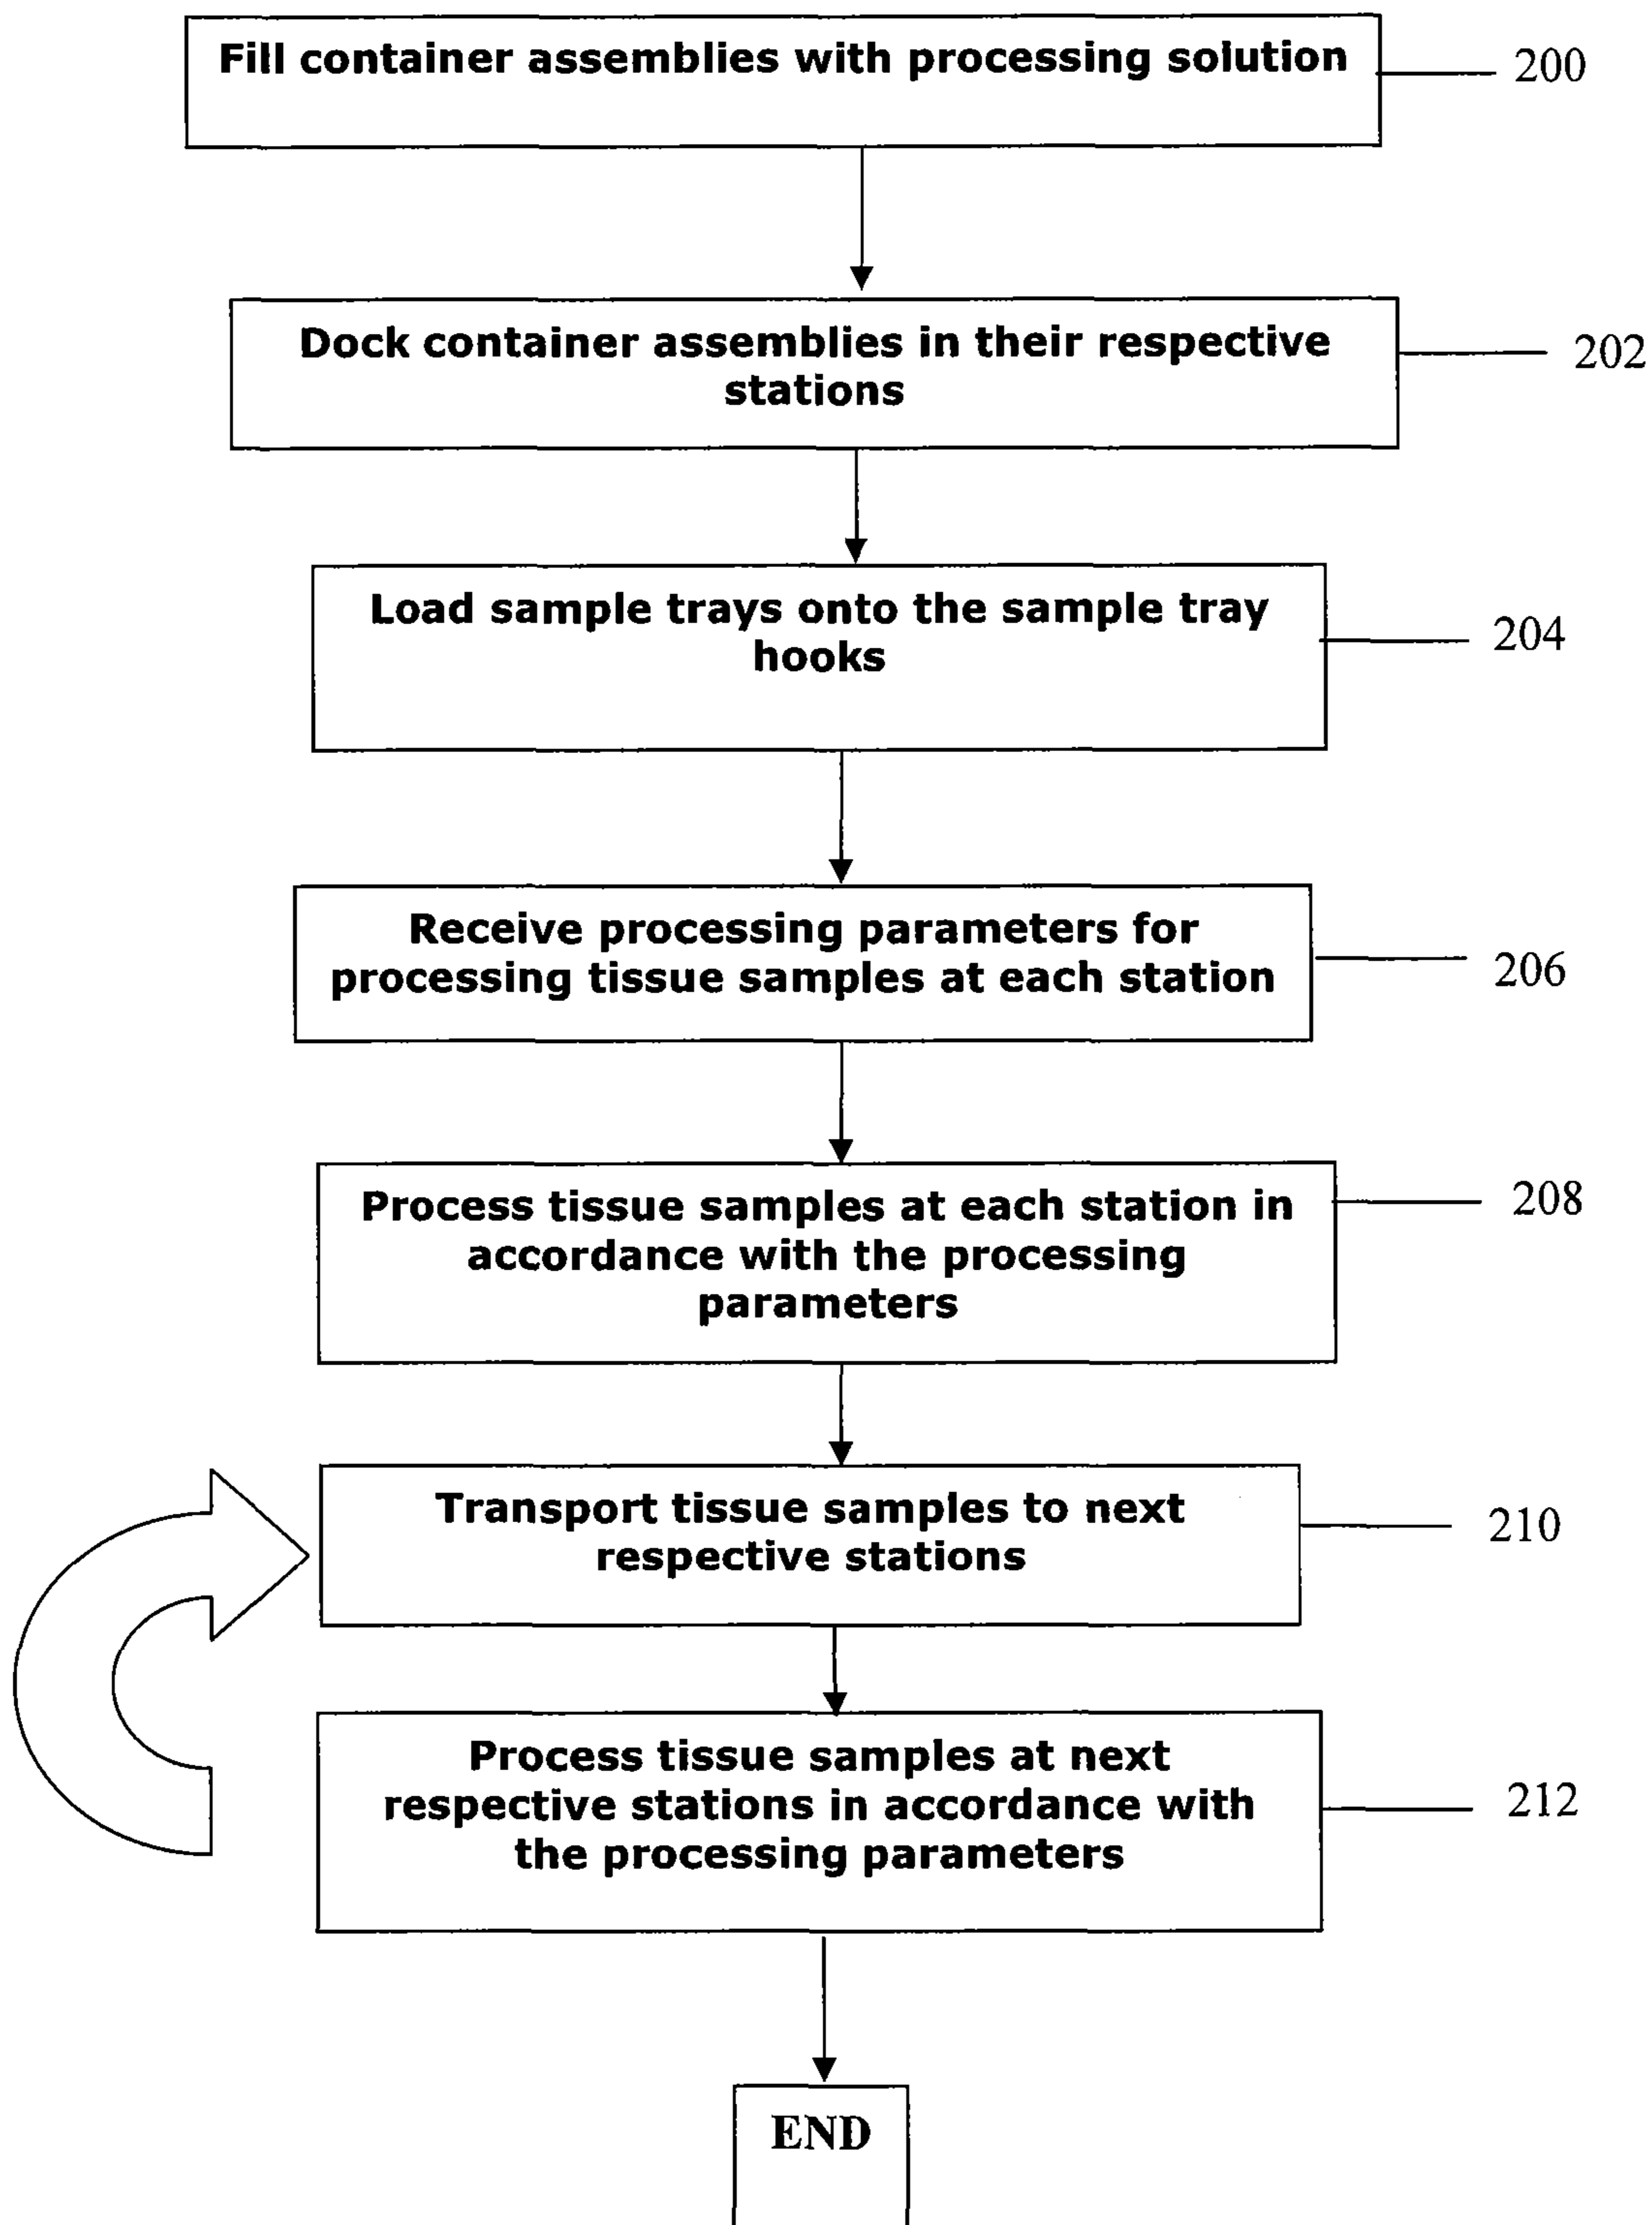 Fill container assemblies with processing solution
200
Dock container assemblies in their respective
stations
202
Load sample trays onto the sample tray
hooks
204
Receive processing parameters for
processing tissue samples at each station
206
Process tissue samples at each station in
accordance with the processing
parameters
208
Transport tissue samples to next
respective stations
210
Process tissue samples at next
respective stations in accordance with
the processing parameters
212
END